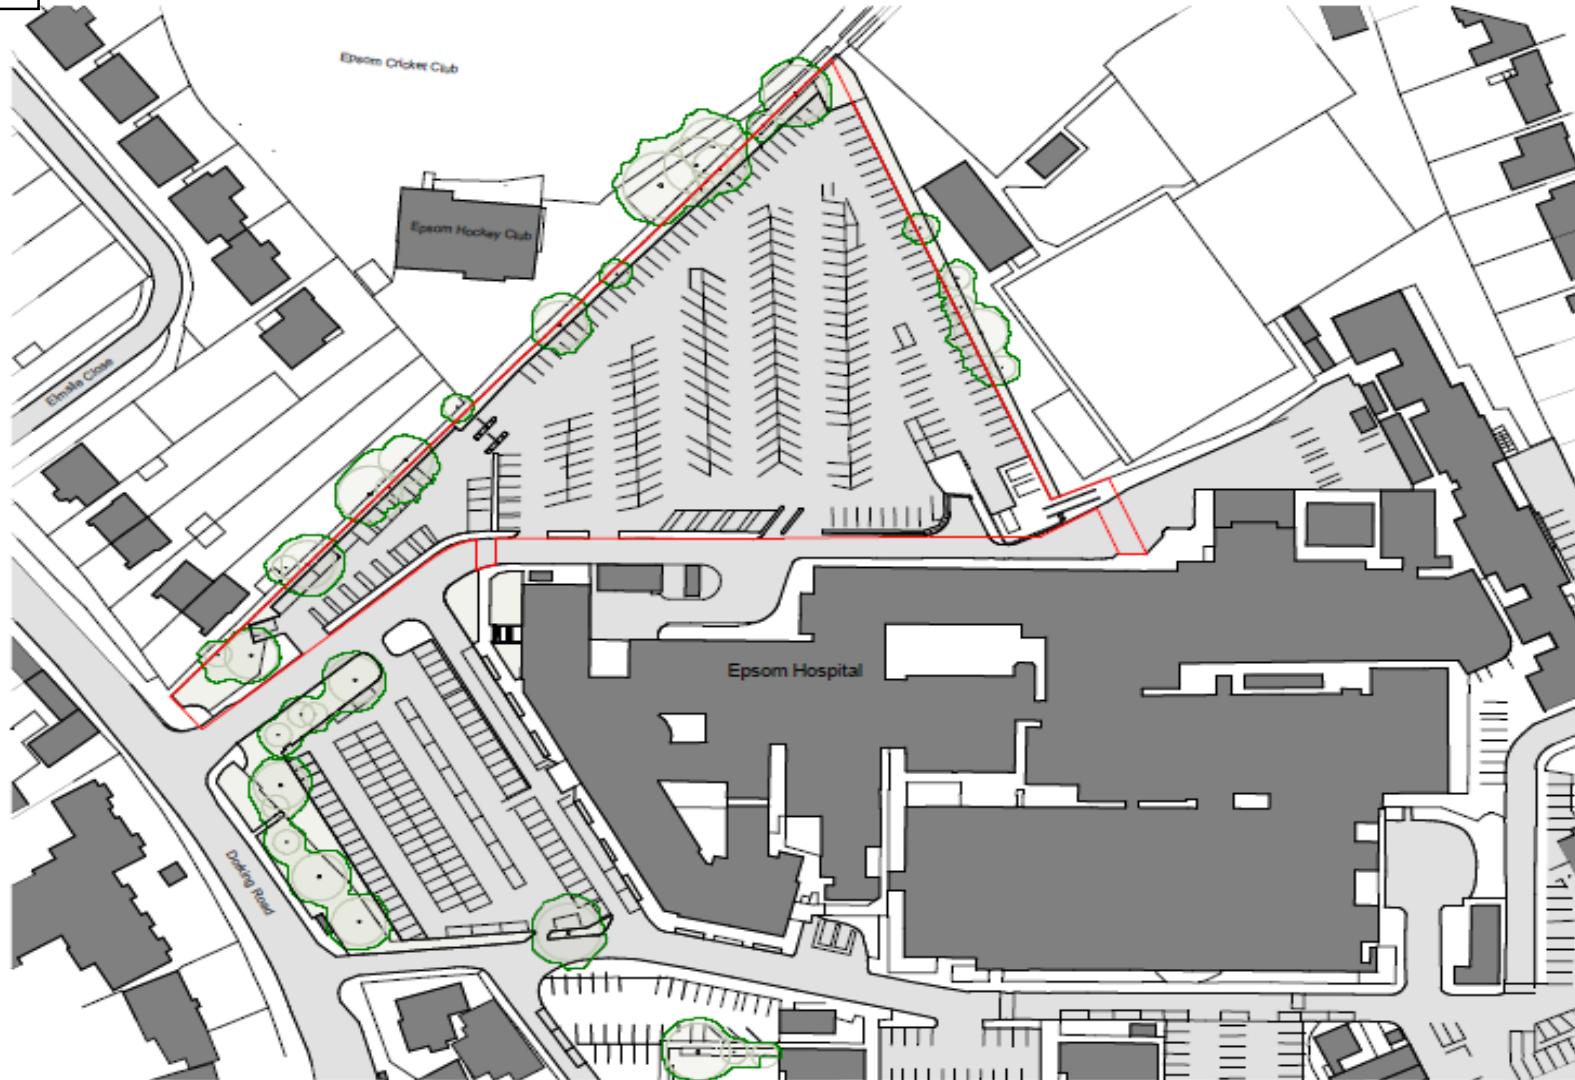 Epsom Cricket Club
Epsom Hockey Club
Elmslie Close
Epsom Hospital
Dorking Road